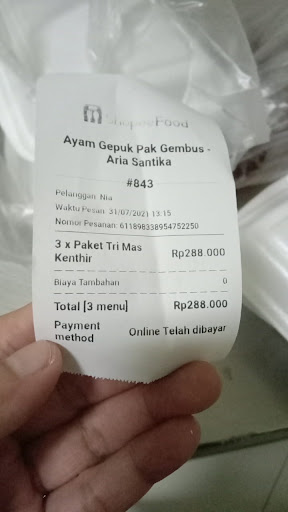 ShopeeFood
Ayam Gepuk Pak Gembus -
Aria Santika
#843
Pelanggan: Nia
Waktu Pesan: 31/07/2021 13:15
Nomor Pesanan: 611898338954752250
3 x Paket Tri Mas Rp288.000
Kenthir
Biaya Tambahan 0
Total [3 menu] Rp288.000
Payment Online Telah dibayar
method